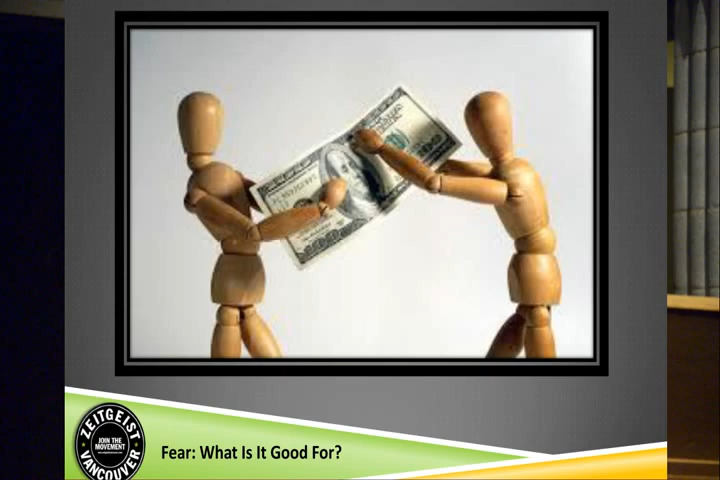 ZEITGEIST
JOIN THE
MOVEMENT
VANCOUVER
Fear: What Is It Good For?